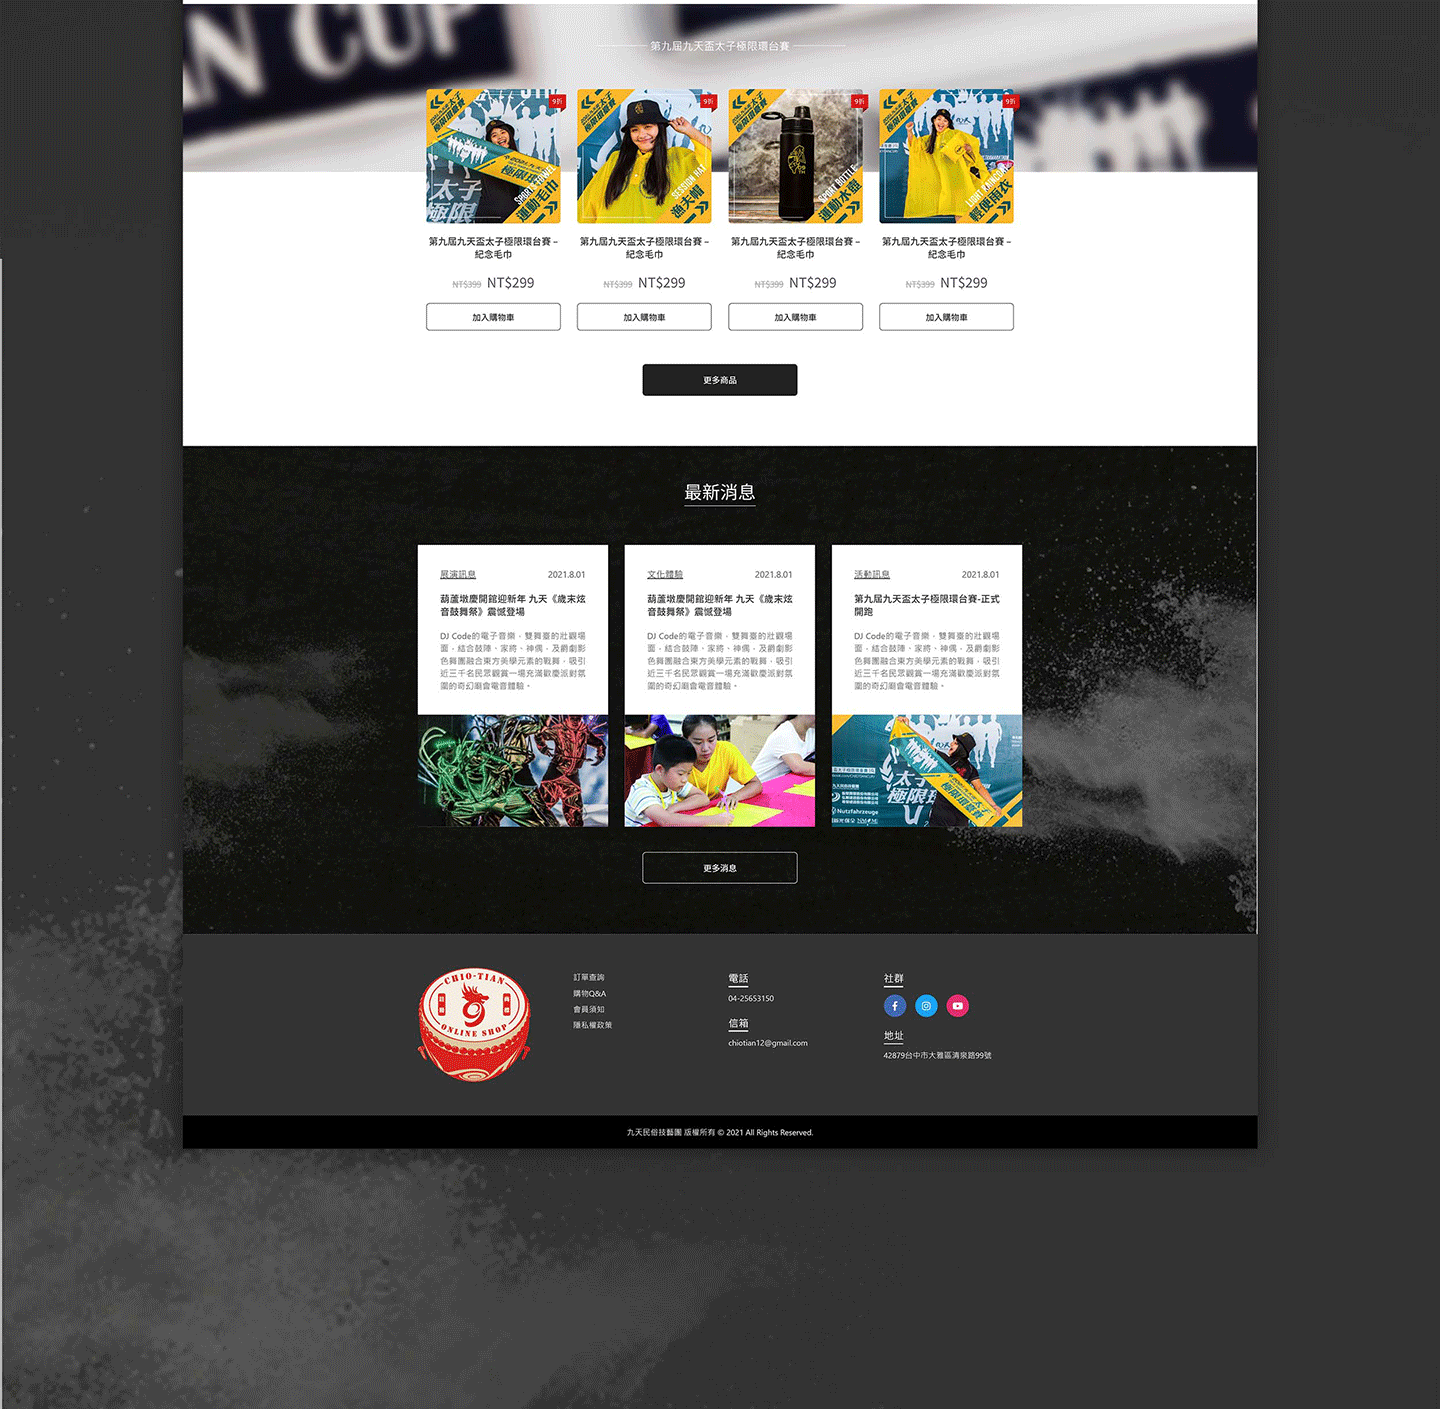 AN CUP
第九屆九天盃太子極限環台賽
9折
9折
9折
9折
運動毛巾
SESSION HAT
漁夫帽
SPORT BOTTLE
運動水壺
LIGHT RAINCOAT
輕便雨衣
第九屆九天盃太子極限環台賽－
紀念毛巾
第九屆九天盃太子極限環台賽－
紀念毛巾
第九屆九天盃太子極限環台賽－
紀念毛巾
第九屆九天盃太子極限環台賽－
紀念毛巾
NT$399 NT$299
NT$399 NT$299
NT$399 NT$299
NT$399 NT$299
加入購物車
加入購物車
加入購物車
加入購物車
更多商品
最新消息
展演訊息 2021.8.01
葫蘆墩慶開館迎新年 九天《歲末炫
音鼓舞祭》震憾登場
DJ Code的電子音樂，雙舞臺的壯觀場
面，結合鼓陣、家將、神偶，及爵劇影
色舞團融合東方美學元素的戰舞，吸引
近三千名民眾觀賞一場充滿歡慶派對氛
圍的奇幻廟會電音體驗。
文化體驗 2021.8.01
葫蘆墩慶開館迎新年 九天《歲末炫
音鼓舞祭》震憾登場
DJ Code的電子音樂，雙舞臺的壯觀場
面，結合鼓陣、家將、神偶，及爵劇影
色舞團融合東方美學元素的戰舞，吸引
近三千名民眾觀賞一場充滿歡慶派對氛
圍的奇幻廟會電音體驗。
活動訊息 2021.8.01
第九屆九天盃太子極限環台賽-正式
開跑
DJ Code的電子音樂，雙舞臺的壯觀場
面，結合鼓陣、家將、神偶，及爵劇影
色舞團融合東方美學元素的戰舞，吸引
近三千名民眾觀賞一場充滿歡慶派對氛
圍的奇幻廟會電音體驗。
太子
極限環
Nutzfahrzeuge
更多消息
CHIO-TIAN
ONLINE SHOP
訂單查詢
購物Q&A
會員須知
隱私權政策
電話
04-25653150
信箱
chiotian12@gmail.com
社群
地址
42879台中市大雅區清泉路99號
九天民俗技藝團 版權所有 © 2021 All Rights Reserved.